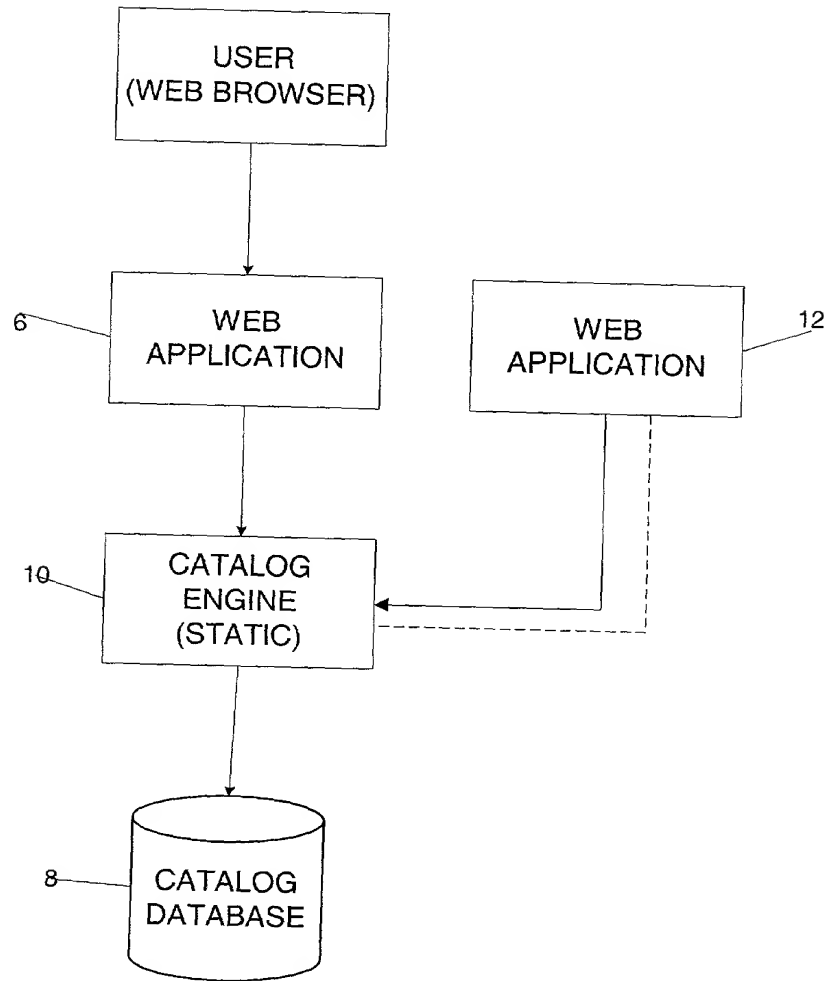 USER
(WEB BROWSER)
6
WEB
APPLICATION
WEB
APPLICATION
12
10
CATALOG
ENGINE
(STATIC)
8
CATALOG
DATABASE